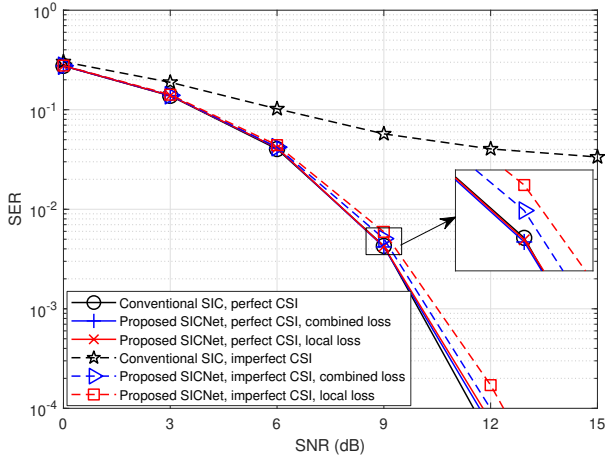 10^0
10^-1
10^-2
10^-3
10^-4
SER
Conventional SIC, perfect CSI
Proposed SICNet, perfect CSI, combined loss
Proposed SICNet, perfect CSI, local loss
Conventional SIC, imperfect CSI
Proposed SICNet, imperfect CSI, combined loss
Proposed SICNet, imperfect CSI, local loss
0 3 6 9 12 15
SNR (dB)